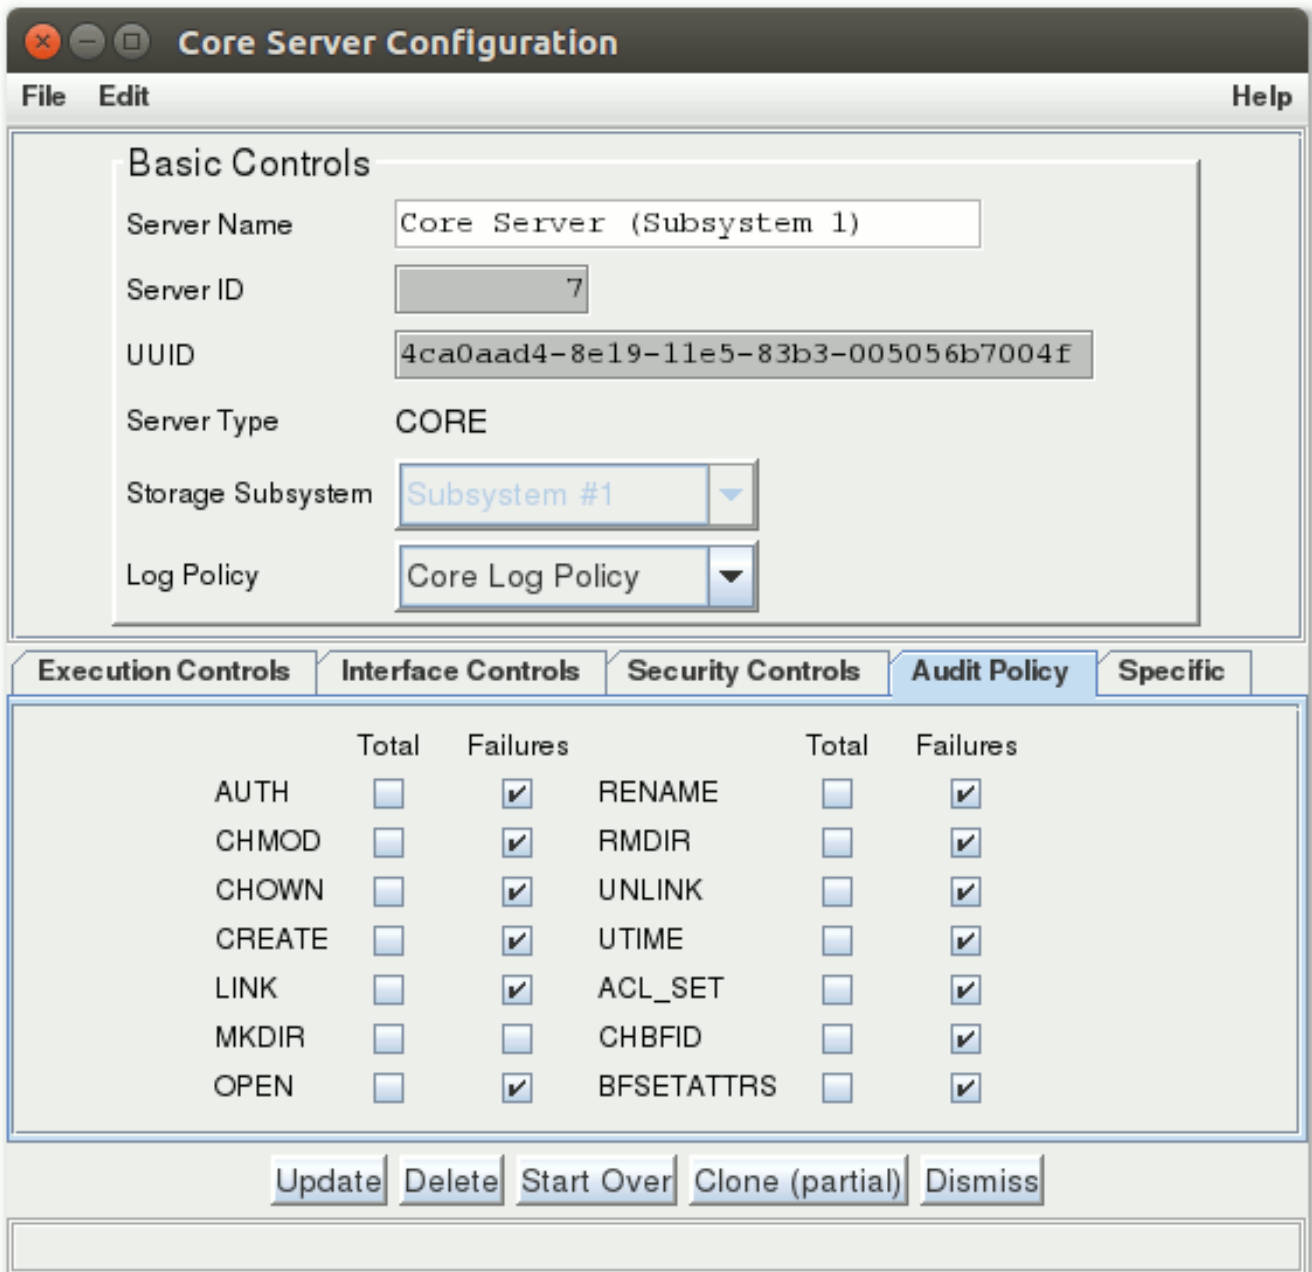 Core Server Configuration
File Edit Help
Basic Controls
Server Name Core Server (Subsystem 1)
Server ID 7
UUID 4ca0aad4-8e19-11e5-83b3-005056b7004f
Server Type CORE
Storage Subsystem Subsystem #1
Log Policy Core Log Policy
Execution Controls Interface Controls Security Controls Audit Policy Specific
Total Failures Total Failures
AUTH RENAME
CHMOD RMDIR
CHOWN UNLINK
CREATE UTIME
LINK ACL_SET
MKDIR CHBFID
OPEN BFSETATTRS
Update Delete Start Over Clone (partial) Dismiss